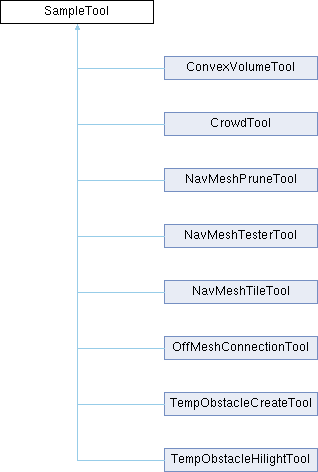 SampleTool
ConvexVolumeTool
CrowdTool
NavMeshPruneTool
NavMeshTesterTool
NavMeshTileTool
OffMeshConnectionTool
TempObstacleCreateTool
TempObstacleHilightTool